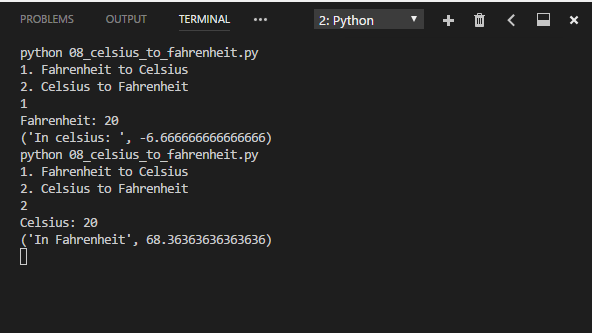 PROBLEMS OUTPUT TERMINAL ••• 2: Python
python 08_celsius_to_fahrenheit.py
1. Fahrenheit to Celsius
2. Celsius to Fahrenheit
1
Fahrenheit: 20
('In celsius: ', -6.666666666666666)
python 08_celsius_to_fahrenheit.py
1. Fahrenheit to Celsius
2. Celsius to Fahrenheit
2
Celsius: 20
('In Fahrenheit', 68.36363636363636)